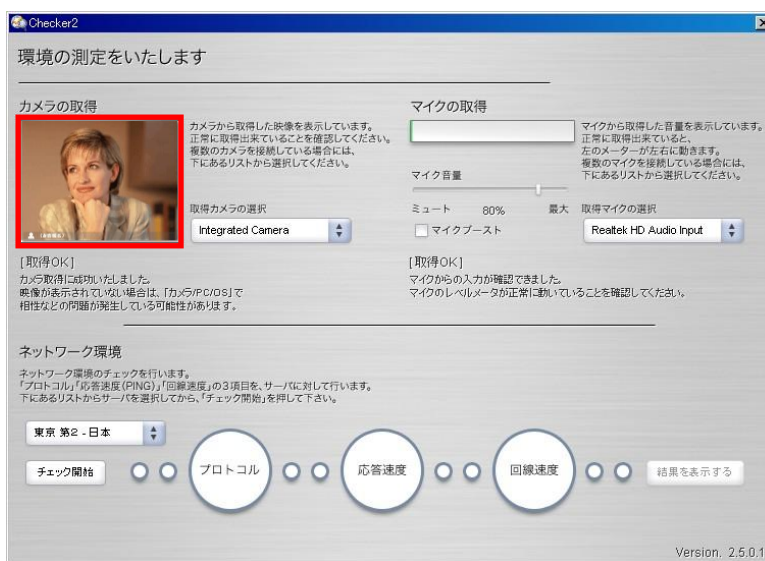 Checker2
環境の測定をいたします
カメラの取得
カメラから取得した映像を表示しています。
正常に取得出来ていることを確認してください。
複数のカメラを接続している場合には、
下にあるリストから選択してください。
取得カメラの選択
Integrated Camera
[取得OK]
カメラ取得に成功いたしました。
映像が表示されていない場合は、「カメラ/PC/OS」で
相性などの問題が発生している可能性があります。
マイクの取得
マイクから取得した音量を表示しています。
正常に取得出来ていると、
左のメーターが左右に動きます。
複数のマイクを接続している場合には、
下にあるリストから選択してください。
マイク音量
ミュート 80% 最大
マイクブースト
取得マイクの選択
Realtek HD Audio Input
[取得OK]
マイクからの入力が確認できました。
マイクのレベルメータが正常に動いていることを確認してください。
ネットワーク環境
ネットワーク環境のチェックを行います。
「プロトコル」「応答速度(PING)」「回線速度」の3項目を、サーバに対して行います。
下にあるリストからサーバを選択してから、「チェック開始」を押して下さい。
東京 第2 - 日本
チェック開始
プロトコル
応答速度
回線速度
結果を表示する
Version. 2.5.0.1